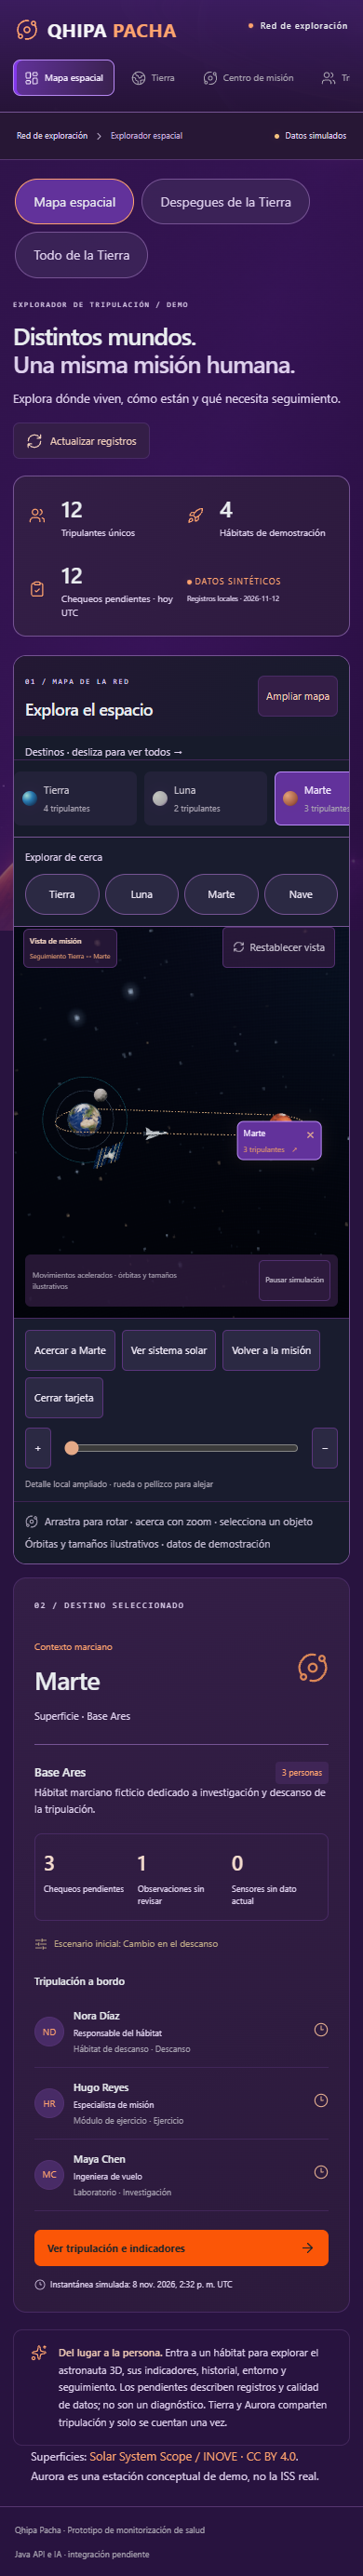 QHIPA PACHA
Red de exploración
Mapa espacial
Tierra
Centro de misión
Tr
Red de exploración > Explorador espacial
Datos simulados
Mapa espacial
Despegues de la Tierra
Todo de la Tierra
EXPLORADOR DE TRIPULACIÓN / DEMO
Distintos mundos.
Una misma misión humana.
Explora dónde viven, cómo están y qué necesita seguimiento.
Actualizar registros
12
Tripulantes únicos
4
Hábitats de demostración
12
Chequeos pendientes · hoy
UTC
DATOS SINTÉTICOS
Registros locales · 2026-11-12
01 / MAPA DE LA RED
Explora el espacio
Ampliar mapa
Destinos · desliza para ver todos →
Tierra
4 tripulantes
Luna
2 tripulantes
Marte
3 tripulantes
Explorar de cerca
Tierra
Luna
Marte
Nave
Vista de misión
Seguimiento Tierra ↔ Marte
Restablecer vista
Marte
×
3 tripulantes ↗
Movimientos acelerados · órbitas y tamaños
ilustrativos
Pausar simulación
Acercar a Marte
Ver sistema solar
Volver a la misión
Cerrar tarjeta
+
−
Detalle local ampliado · rueda o pellizco para alejar
Arrastra para rotar · acerca con zoom · selecciona un objeto
Órbitas y tamaños ilustrativos · datos de demostración
02 / DESTINO SELECCIONADO
Contexto marciano
Marte
Superficie · Base Ares
Base Ares
3 personas
Hábitat marciano ficticio dedicado a investigación y descanso de
la tripulación.
3
Chequeos pendientes
1
Observaciones sin
revisar
0
Sensores sin dato
actual
Escenario inicial: Cambio en el descanso
Tripulación a bordo
ND
Nora Díaz
Responsable del hábitat
Hábitat de descanso · Descanso
HR
Hugo Reyes
Especialista de misión
Módulo de ejercicio · Ejercicio
MC
Maya Chen
Ingeniera de vuelo
Laboratorio · Investigación
Ver tripulación e indicadores
Instantánea simulada: 8 nov. 2026, 2:32 p. m. UTC
Del lugar a la persona. Entra a un hábitat para explorar el
astronauta 3D, sus indicadores, historial, entorno y
seguimiento. Los pendientes describen registros y calidad
de datos; no son un diagnóstico. Tierra y Aurora comparten
tripulación y solo se cuentan una vez.
Superficies: Solar System Scope / INOVE · CC BY 4.0.
Aurora es una estación conceptual de demo, no la ISS real.
Qhipa Pacha · Prototipo de monitorización de salud
Java API e IA · integración pendiente